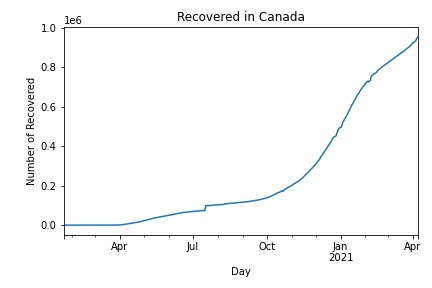 Recovered in Canada
1e6
1.0
0.8
0.6
0.4
0.2
0.0
Number of Recovered
Apr Jul Oct Jan Apr
2021
Day